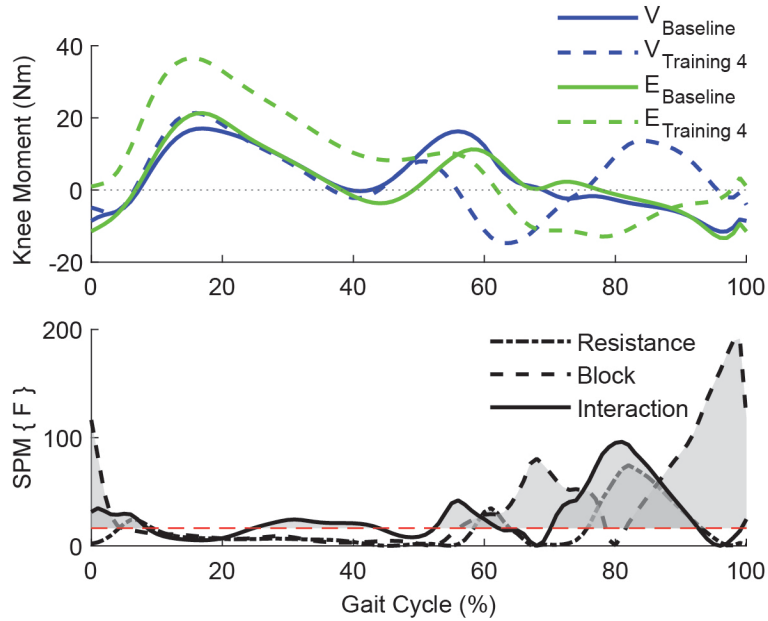 V Baseline
V Training 4
E Baseline
E Training 4
Knee Moment (Nm)
40
20
0
-20
0 20 40 60 80 100
Resistance
Block
Interaction
SPM { F }
200
100
0
0 20 40 60 80 100
Gait Cycle (%)